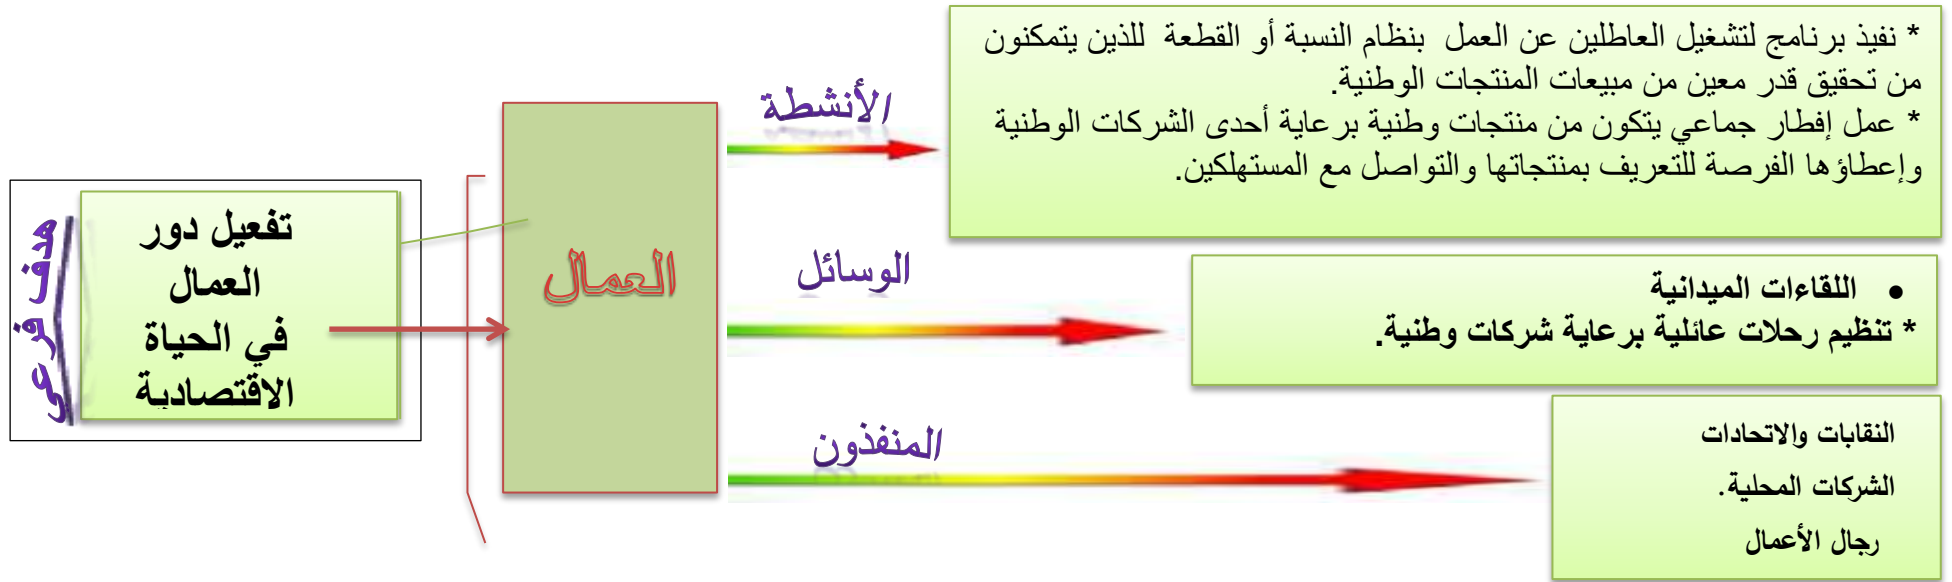 هدف فرعى
تفعيل دور
العمال
في الحياة
الاقتصادية
العمال
الأنشطة
* نفيذ برنامج لتشغيل العاطلين عن العمل بنظام النسبة أو القطعة للذين يتمكنون
من تحقيق قدر معين من مبيعات المنتجات الوطنية.
* عمل إفطار جماعي يتكون من منتجات وطنية برعاية أحدى الشركات الوطنية
وإعطاؤها الفرصة للتعريف بمنتجاتها والتواصل مع المستهلكين.
الوسائل
• اللقاءات الميدانية
* تنظيم رحلات عائلية برعاية شركات وطنية.
المنفذون
النقابات والاتحادات
الشركات المحلية.
رجال الأعمال